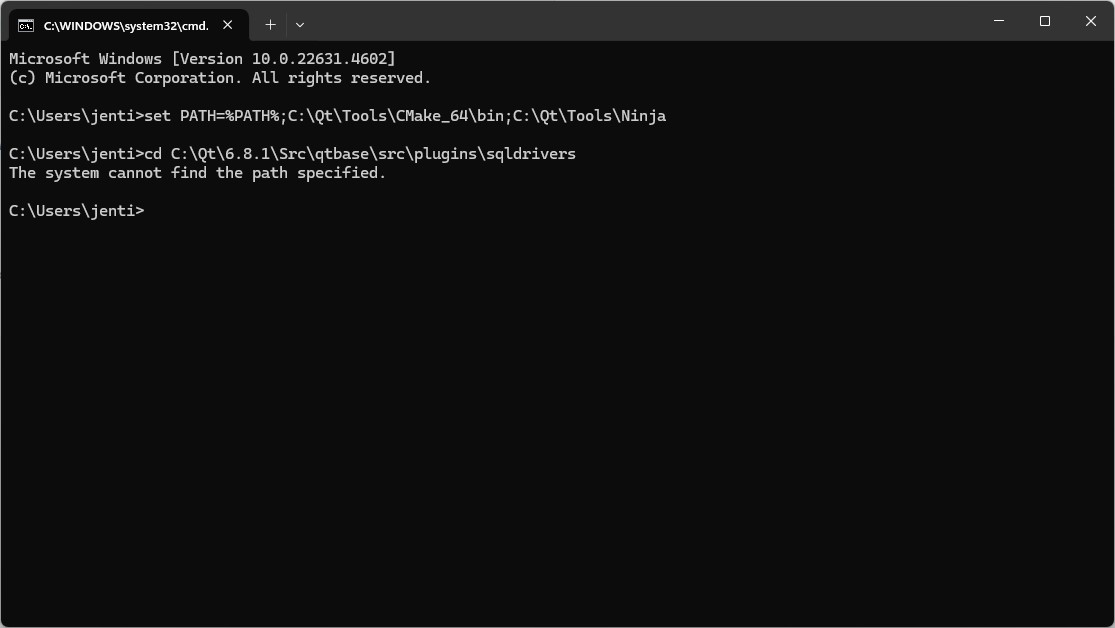 C:\WINDOWS\system32\cmd.
Microsoft Windows [Version 10.0.22631.4602]
(c) Microsoft Corporation. All rights reserved.
C:\Users\jenti>set PATH=%PATH%;C:\Qt\Tools\CMake_64\bin;C:\Qt\Tools\Ninja
C:\Users\jenti>cd C:\Qt\6.8.1\Src\qtbase\src\plugins\sqldrivers
The system cannot find the path specified.
C:\Users\jenti>